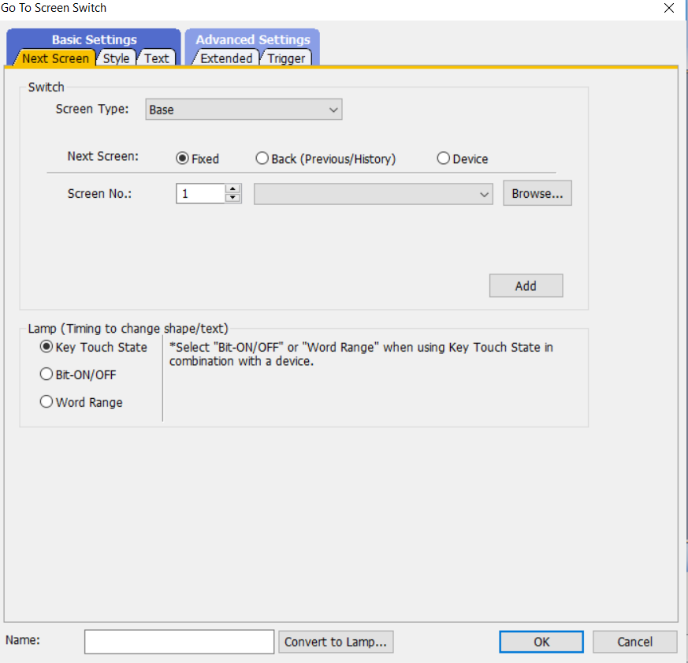 Go To Screen Switch
Basic Settings
Advanced Settings
Next Screen
Style
Text
Extended
Trigger
Switch
Screen Type:
Base
Next Screen:
Fixed
Back (Previous/History)
Device
Screen No.:
1
Browse...
Add
Lamp (Timing to change shape/text)
Key Touch State
*Select "Bit-ON/OFF" or "Word Range" when using Key Touch State in
combination with a device.
Bit-ON/OFF
Word Range
Name:
Convert to Lamp...
OK
Cancel